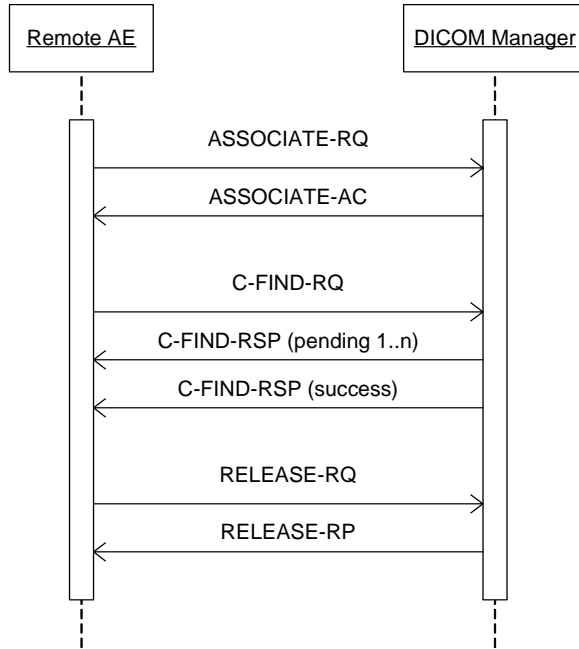 Remote AE
DICOM Manager
ASSOCIATE-RQ
ASSOCIATE-AC
C-FIND-RQ
C-FIND-RSP (pending 1..n)
C-FIND-RSP (success)
RELEASE-RQ
RELEASE-RP